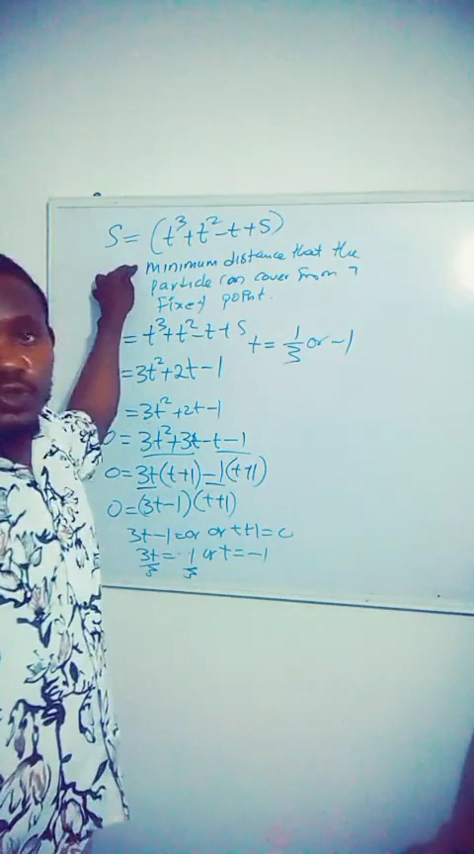 S = (t³+t²-t+5)
minimum distance that the
particle can cover from a
fixed point.
= t³+t²-t+5 t = 1/3 or -1
= 3t²+2t-1
= 3t²+2t-1
0 = 3t²+3t-t-1
0 = 3t(t+1)-1(t+1)
0 = (3t-1)(t+1)
3t-1=0 or t+1=0
3t/3 = 1/3 or t=-1